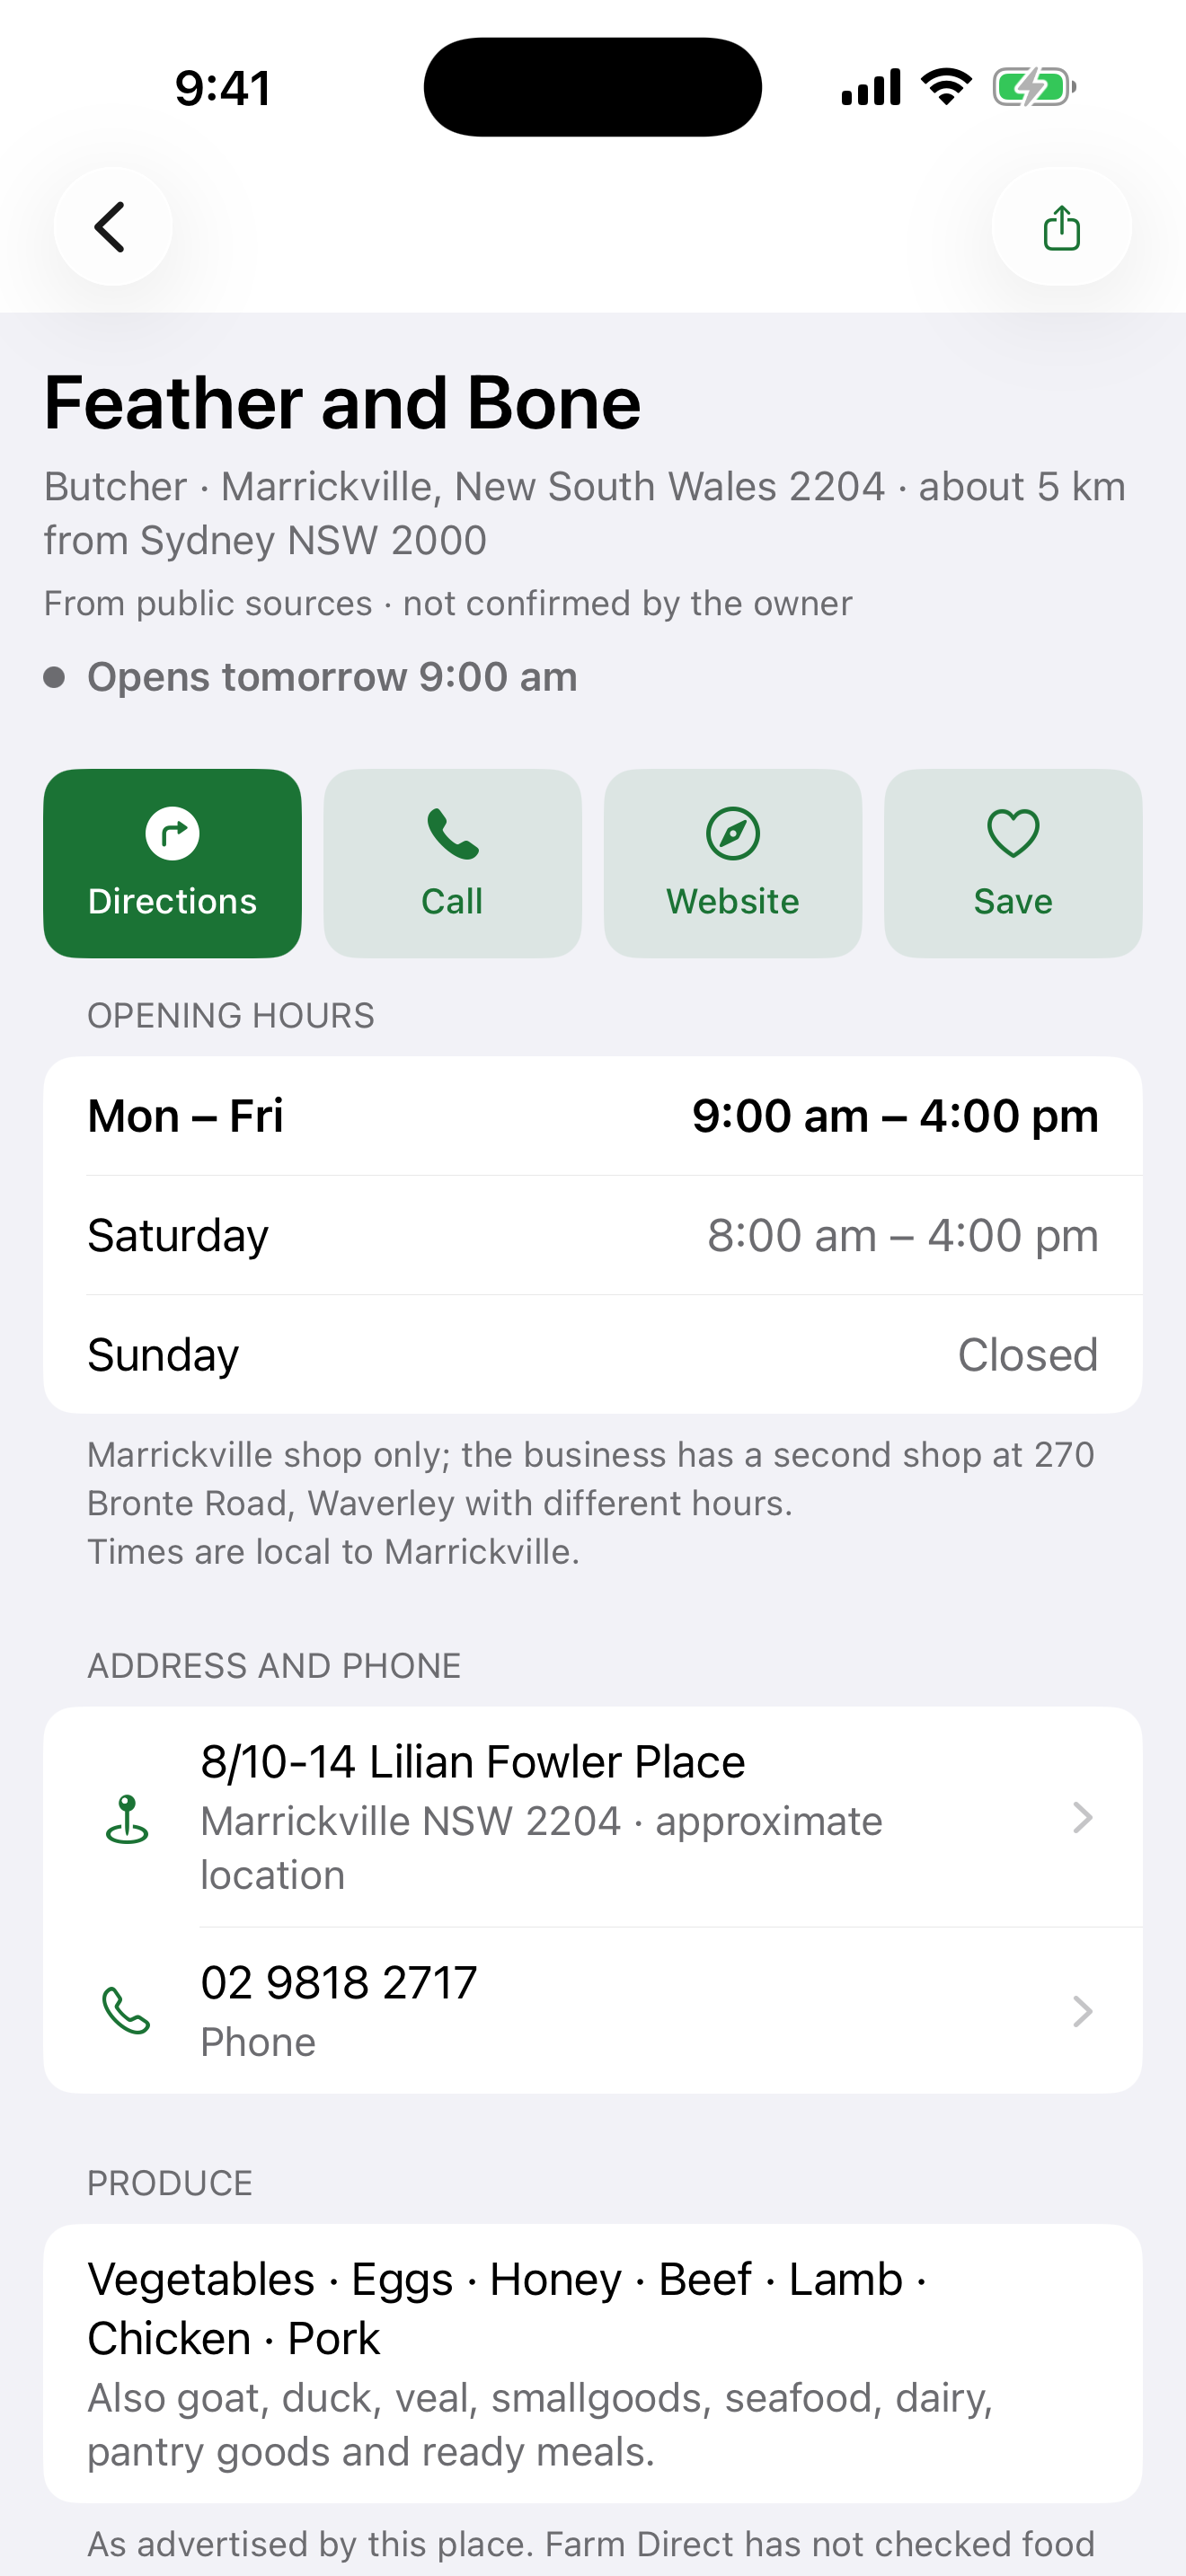 9:41
Feather and Bone
Butcher · Marrickville, New South Wales 2204 · about 5 km
from Sydney NSW 2000
From public sources · not confirmed by the owner
Opens tomorrow 9:00 am
Directions
Call
Website
Save
OPENING HOURS
Mon – Fri 9:00 am – 4:00 pm
Saturday 8:00 am – 4:00 pm
Sunday Closed
Marrickville shop only; the business has a second shop at 270
Bronte Road, Waverley with different hours.
Times are local to Marrickville.
ADDRESS AND PHONE
8/10-14 Lilian Fowler Place
Marrickville NSW 2204 · approximate
location
02 9818 2717
Phone
PRODUCE
Vegetables · Eggs · Honey · Beef · Lamb ·
Chicken · Pork
Also goat, duck, veal, smallgoods, seafood, dairy,
pantry goods and ready meals.
As advertised by this place. Farm Direct has not checked food